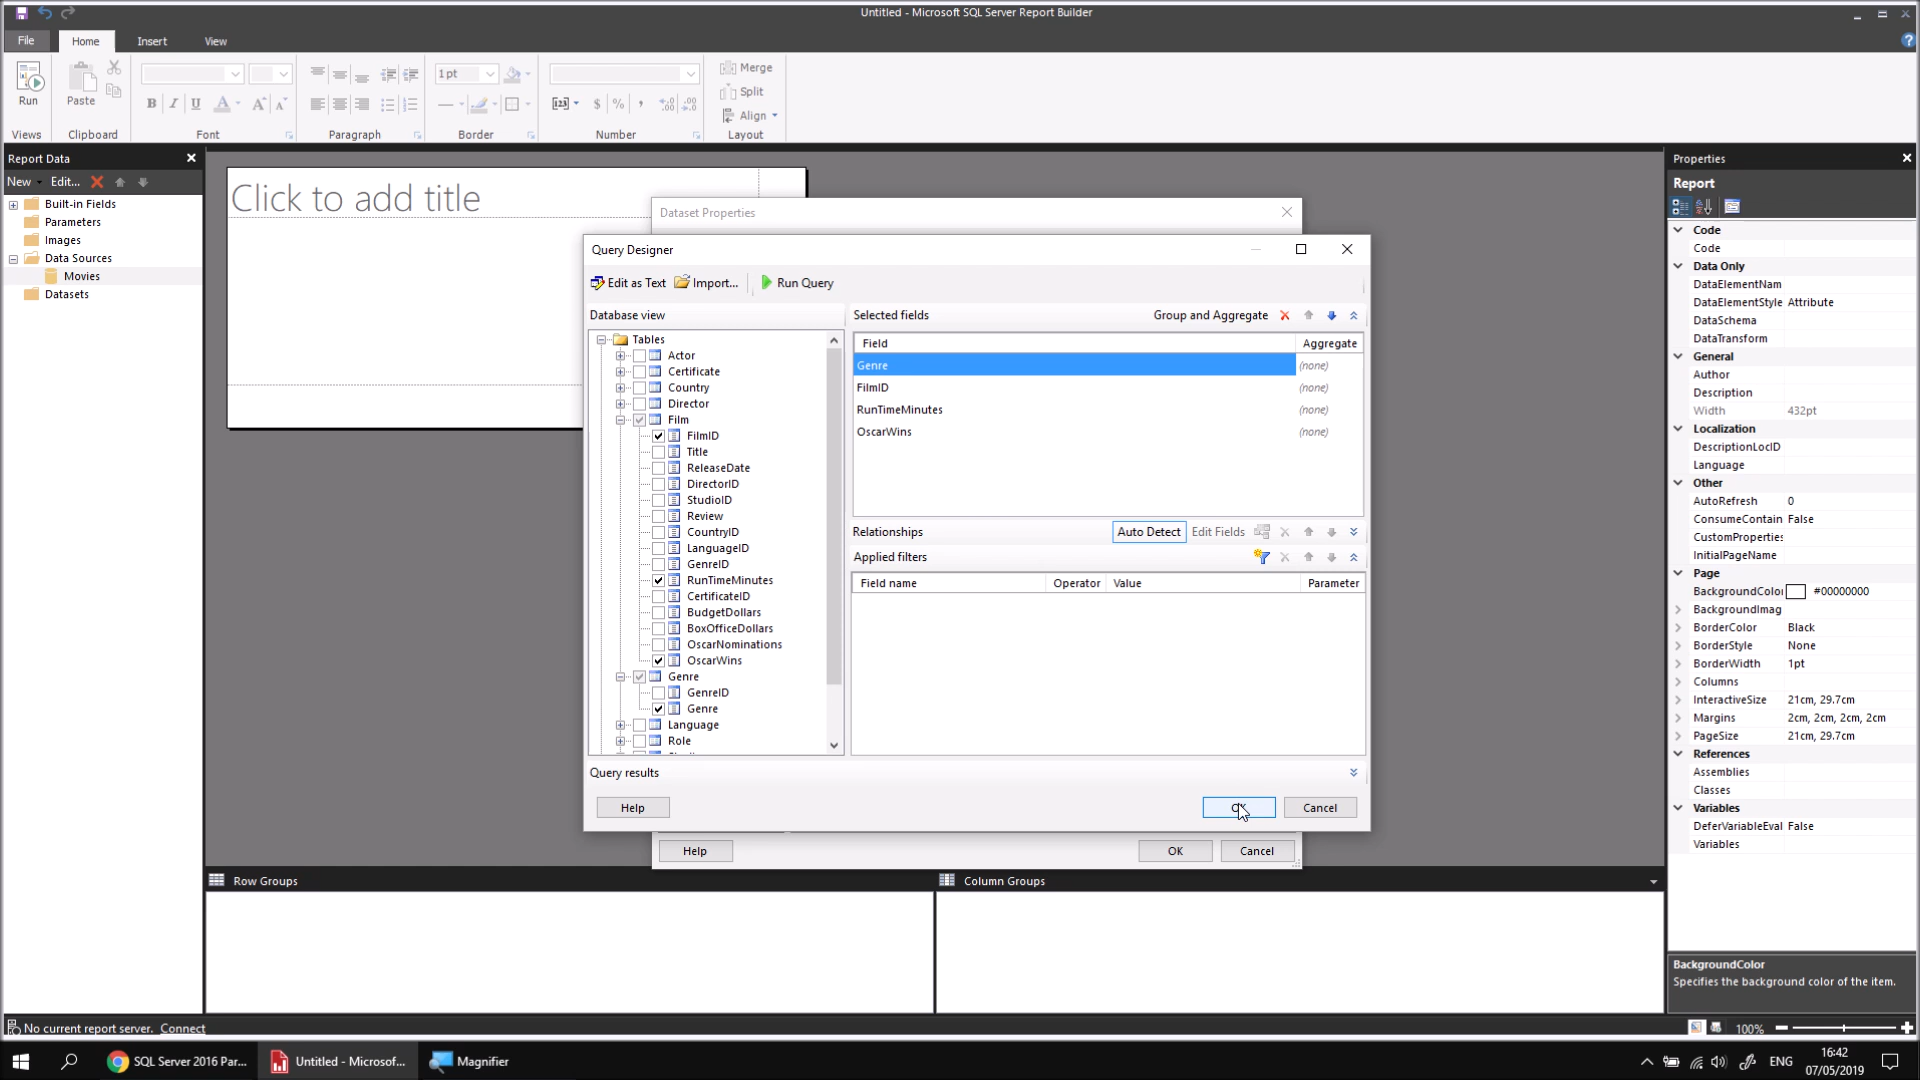 Untitled - Microsoft SQL Server Report Builder
File
Home
Insert
View
Run
Paste
1pt
B I U A A A
$ % ,
Merge
Split
Align
Views
Clipboard
Font
Paragraph
Border
Number
Layout
Report Data
New
Edit...
Built-in Fields
Parameters
Images
Data Sources
Movies
Datasets
Click to add title
Dataset Properties
Query Designer
Edit as Text
Import...
Run Query
Database view
Tables
Actor
Certificate
Country
Director
Film
FilmID
Title
ReleaseDate
DirectorID
StudioID
Review
CountryID
LanguageID
GenreID
RunTimeMinutes
CertificateID
BudgetDollars
BoxOfficeDollars
OscarNominations
OscarWins
Genre
GenreID
Genre
Language
Role
Selected fields
Group and Aggregate
Field Aggregate
Genre (none)
FilmID (none)
RunTimeMinutes (none)
OscarWins (none)
Relationships
Auto Detect
Edit Fields
Applied filters
Field name Operator Value Parameter
Query results
Help
Cancel
Help
OK
Cancel
Row Groups
Column Groups
Properties
Report
Code
Code
Data Only
DataElementNam
DataElementStyle Attribute
DataSchema
DataTransform
General
Author
Description
Width 432pt
Localization
DescriptionLocID
Language
Other
AutoRefresh 0
ConsumeContain False
CustomProperties
InitialPageName
Page
BackgroundColor #00000000
BackgroundImag
BorderColor Black
BorderStyle None
BorderWidth 1pt
Columns
InteractiveSize 21cm, 29.7cm
Margins 2cm, 2cm, 2cm, 2cm
PageSize 21cm, 29.7cm
References
Assemblies
Classes
Variables
DeferVariableEval False
Variables
BackgroundColor
Specifies the background color of the item.
No current report server. Connect
100%
SQL Server 2016 Par...
Untitled - Microsof...
Magnifier
ENG
16:42
07/05/2019